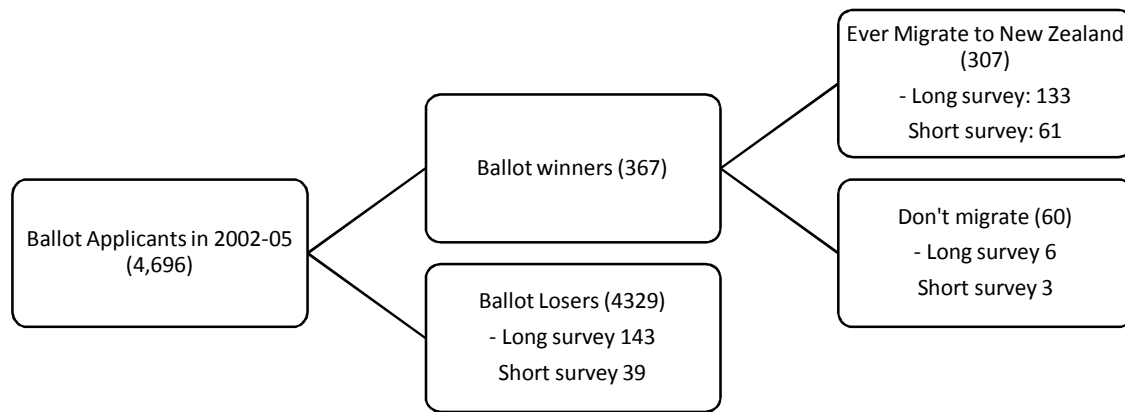 Ballot Applicants in 2002-05
(4,696)
Ballot winners (367)
Ballot Losers (4329)
- Long survey 143
Short survey 39
Ever Migrate to New Zealand
(307)
- Long survey: 133
Short survey: 61
Don't migrate (60)
- Long survey 6
Short survey 3